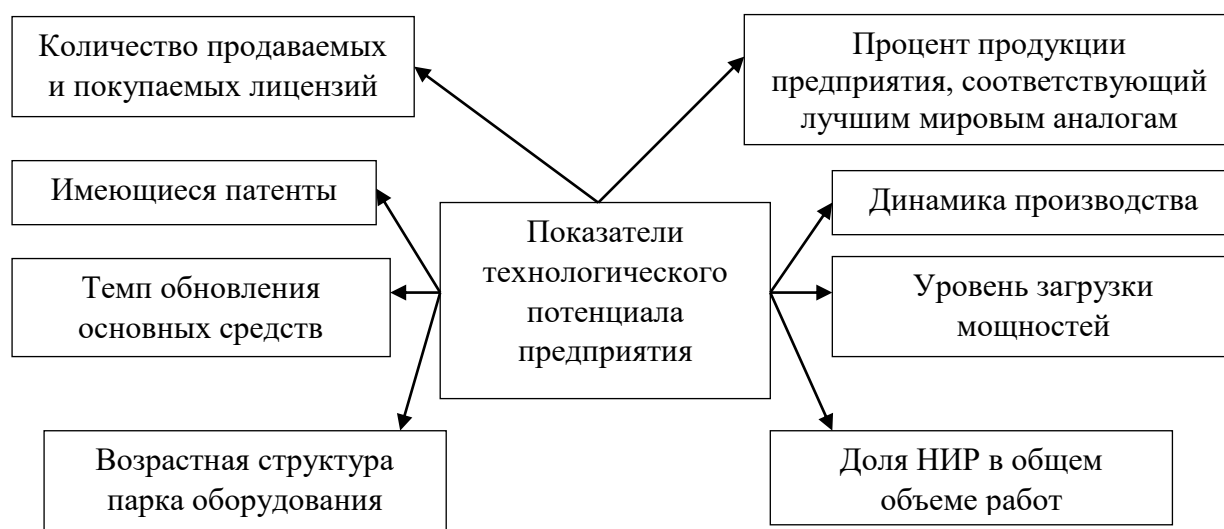 Количество продаваемых
и покупаемых лицензий
Процент продукции
предприятия, соответствующий
лучшим мировым аналогам
Имеющиеся патенты
Динамика производства
Показатели
технологического
потенциала
предприятия
Темп обновления
основных средств
Уровень загрузки
мощностей
Возрастная структура
парка оборудования
Доля НИР в общем
объеме работ